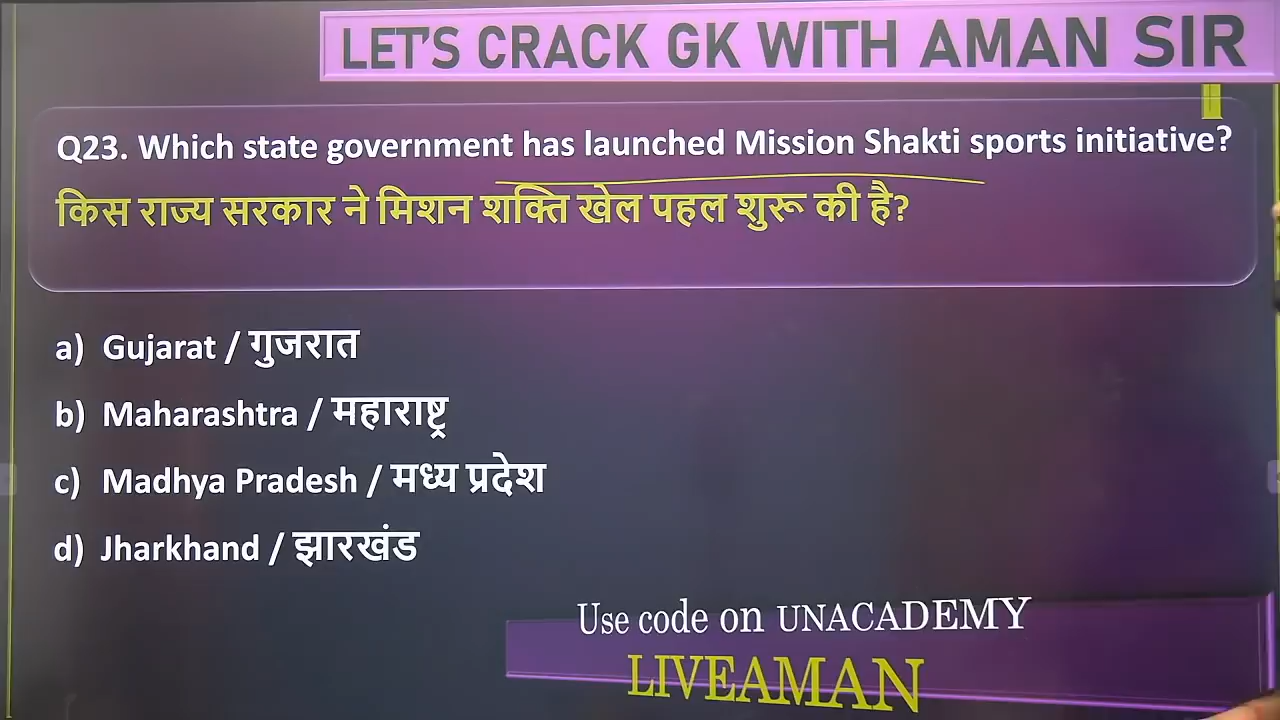 LET'S CRACK GK WITH AMAN SIR
Q23. Which state government has launched Mission Shakti sports initiative?
किस राज्य सरकार ने मिशन शक्ति खेल पहल शुरू की है?
a) Gujarat / गुजरात
b) Maharashtra / महाराष्ट्र
c) Madhya Pradesh / मध्य प्रदेश
d) Jharkhand / झारखंड
Use code on UNACADEMY
LIVEAMAN